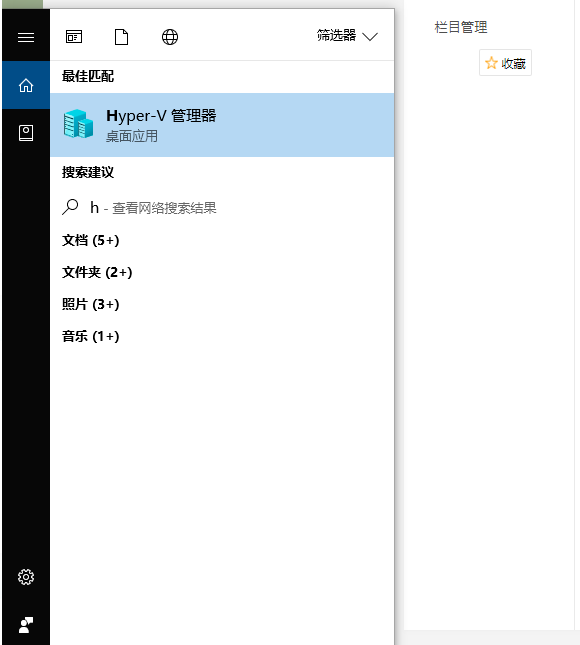 筛选器
最佳匹配
Hyper-V 管理器
桌面应用
搜索建议
h - 查看网络搜索结果
文档 (5+)
文件夹 (2+)
照片 (3+)
音乐 (1+)
栏目管理
收藏